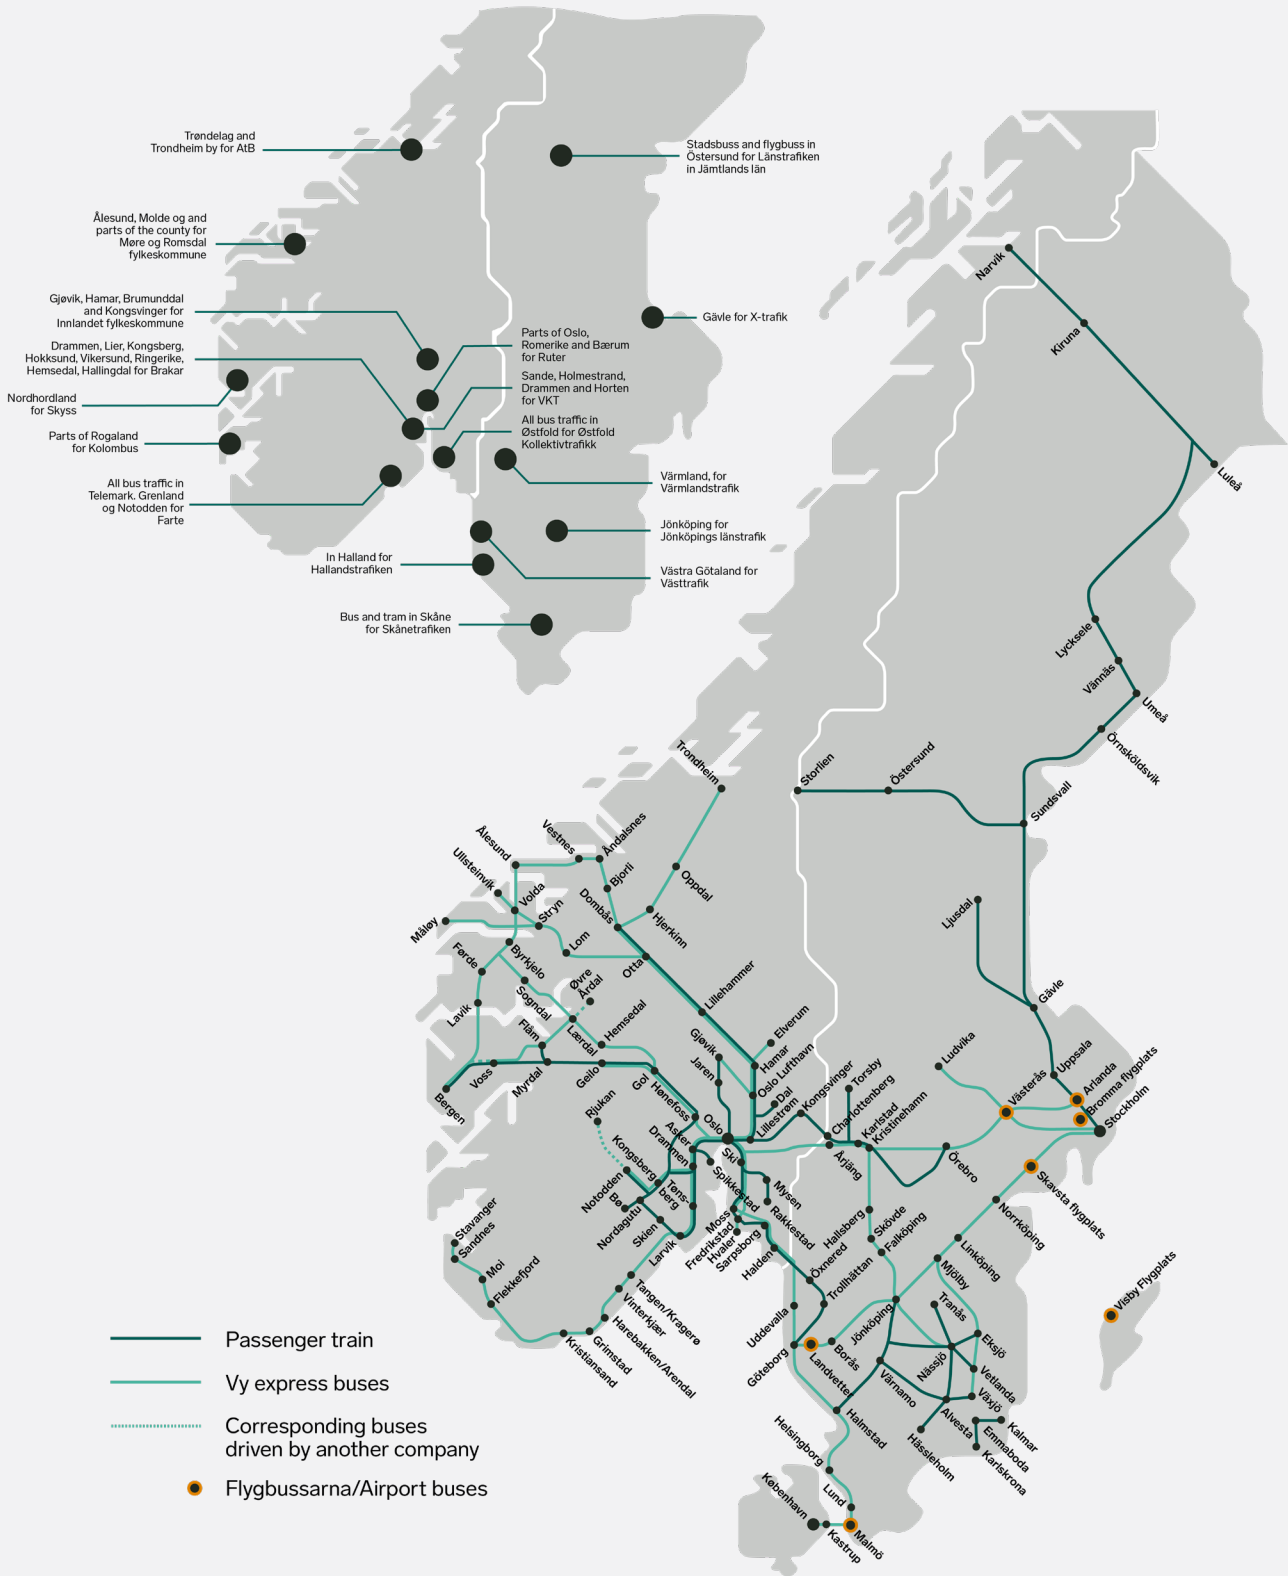 Trøndelag and
Trondheim by for AtB
Stadsbuss and flygbuss in
Östersund for Länstrafiken
in Jämtlands län
Ålesund, Molde og and
parts of the county for
Møre og Romsdal
fylkeskommune
Gjøvik, Hamar, Brumunddal
and Kongsvinger for
Innlandet fylkeskommune
Gävle for X-trafik
Parts of Oslo,
Romerike and Bærum
for Ruter
Drammen, Lier, Kongsberg,
Hokksund, Vikersund, Ringerike,
Hemsedal, Hallingdal for Brakar
Sande, Holmestrand,
Drammen and Horten
for VKT
Nordhordland
for Skyss
All bus traffic in
Østfold for Østfold
Kollektivtrafikk
Parts of Rogaland
for Kolombus
Värmland, for
Värmlandstrafik
All bus traffic in
Telemark. Grenland
og Notodden for
Farte
Jönköping for
Jönköpings länstrafik
In Halland for
Hallandstrafiken
Västra Götaland for
Västtrafik
Bus and tram in Skåne
for Skånetrafiken
Narvik
Kiruna
Luleå
Lycksele
Vännäs
Umeå
Örnsköldsvik
Trondheim
Storlien
Östersund
Sundsvall
Ålesund
Vestnes
Åndalsnes
Ullsteinvik
Bjorli
Oppdal
Volda
Stryn
Dombås
Hjerkinn
Ljusdal
Måløy
Førde
Byrkjelo
Lom
Otta
Lillehammer
Gävle
Lavik
Sogndal
Øvre
Årdal
Flåm
Lærdal
Hemsedal
Gjøvik
Jaren
Elverum
Hamar
Oslo Lufthavn
Ludvika
Uppsala
Bergen
Voss
Myrdal
Geilo
Gol
Hønefoss
Dal
Kongsvinger
Torsby
Västerås
Arlanda
Bromma flygplats
Stockholm
Rjukan
Oslo
Lillestrøm
Charlottenberg
Karlstad
Kristinehamn
Asker
Drammen
Ski
Årjäng
Örebro
Kongsberg
Notodden
Bø
Nordagutu
Tøns-
berg
Spikkestad
Mysen
Rakkestad
Skavsta flygplats
Skien
Larvik
Moss
Fredrikstad
Hvaler
Sarpsborg
Halden
Hallsberg
Skövde
Falköping
Norrköping
Linköping
Mjölby
Stavanger
Sandnes
Moi
Flekkefjord
Øxnered
Trollhättan
Tangen/Kragerø
Vinterkjær
Harebakken/Arendal
Grimstad
Kristiansand
Uddevalla
Göteborg
Landvetter
Borås
Jönköping
Tranås
Eksjö
Nässjö
Vetlanda
Växjö
Värnamo
Alvesta
Visby Flygplats
Halmstad
Hässleholm
Kalmar
Emmaboda
Karlskrona
Helsingborg
Lund
København
Kastrup
Malmö
Passenger train
Vy express buses
Corresponding buses
driven by another company
Flygbussarna/Airport buses